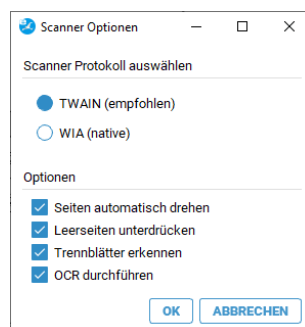 Scanner Optionen
Scanner Protokoll auswählen
TWAIN (empfohlen)
WIA (native)
Optionen
Seiten automatisch drehen
Leerseiten unterdrücken
Trennblätter erkennen
OCR durchführen
OK ABBRECHEN